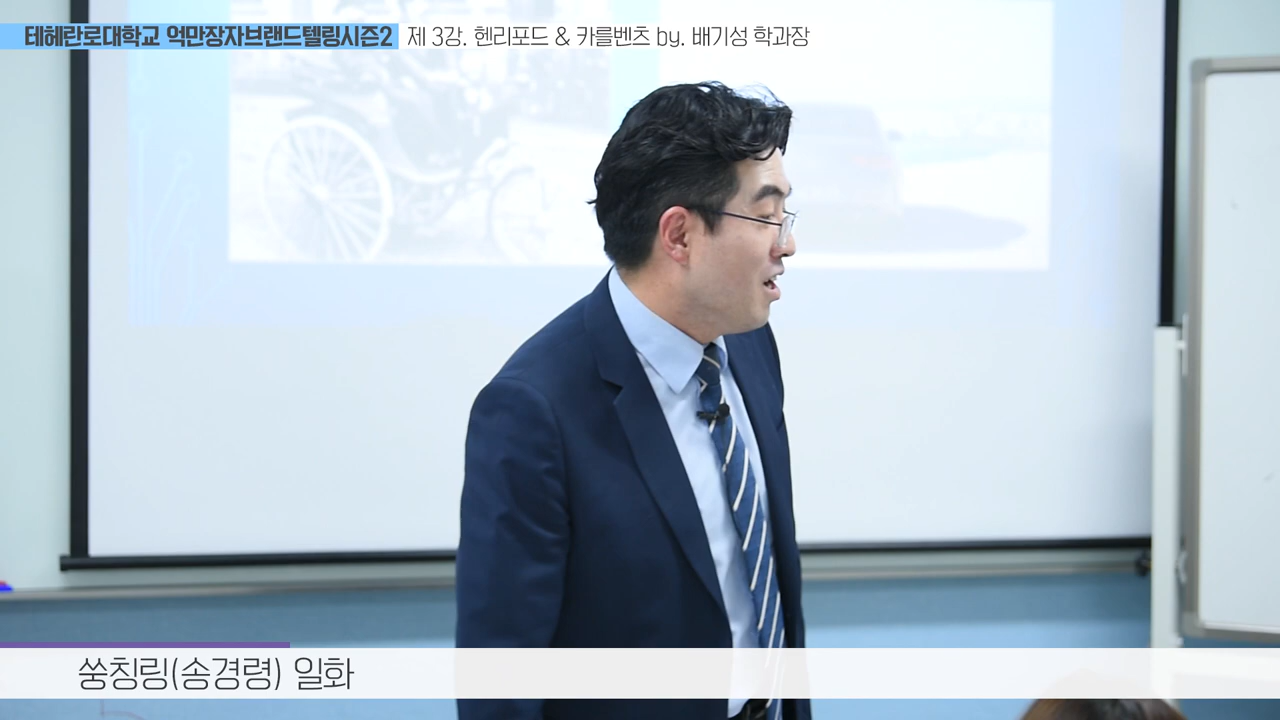 테헤란로대학교 억만장자브랜드텔링시즌2 제 3강. 헨리포드 & 카를벤츠 by. 배기성 학과장
쑹칭링(송경령) 일화